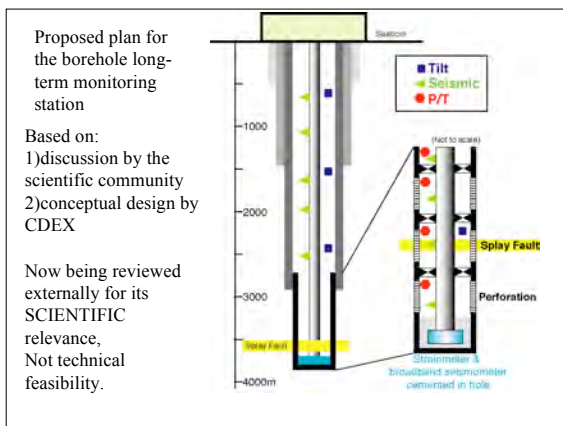 Proposed plan for
the borehole long-
term monitoring
station
Based on:
1)discussion by the
scientific community
2)conceptual design by
CDEX
Now being reviewed
externally for its
SCIENTIFIC
relevance,
Not technical
feasibility.
Station
Tilt
Seismic
P/T
1000
2000
3000
4000m
Splay Fault
(Not to scale)
Splay Fault
Perforation
Strainmeter &
broadband seismometer
cemented in hole